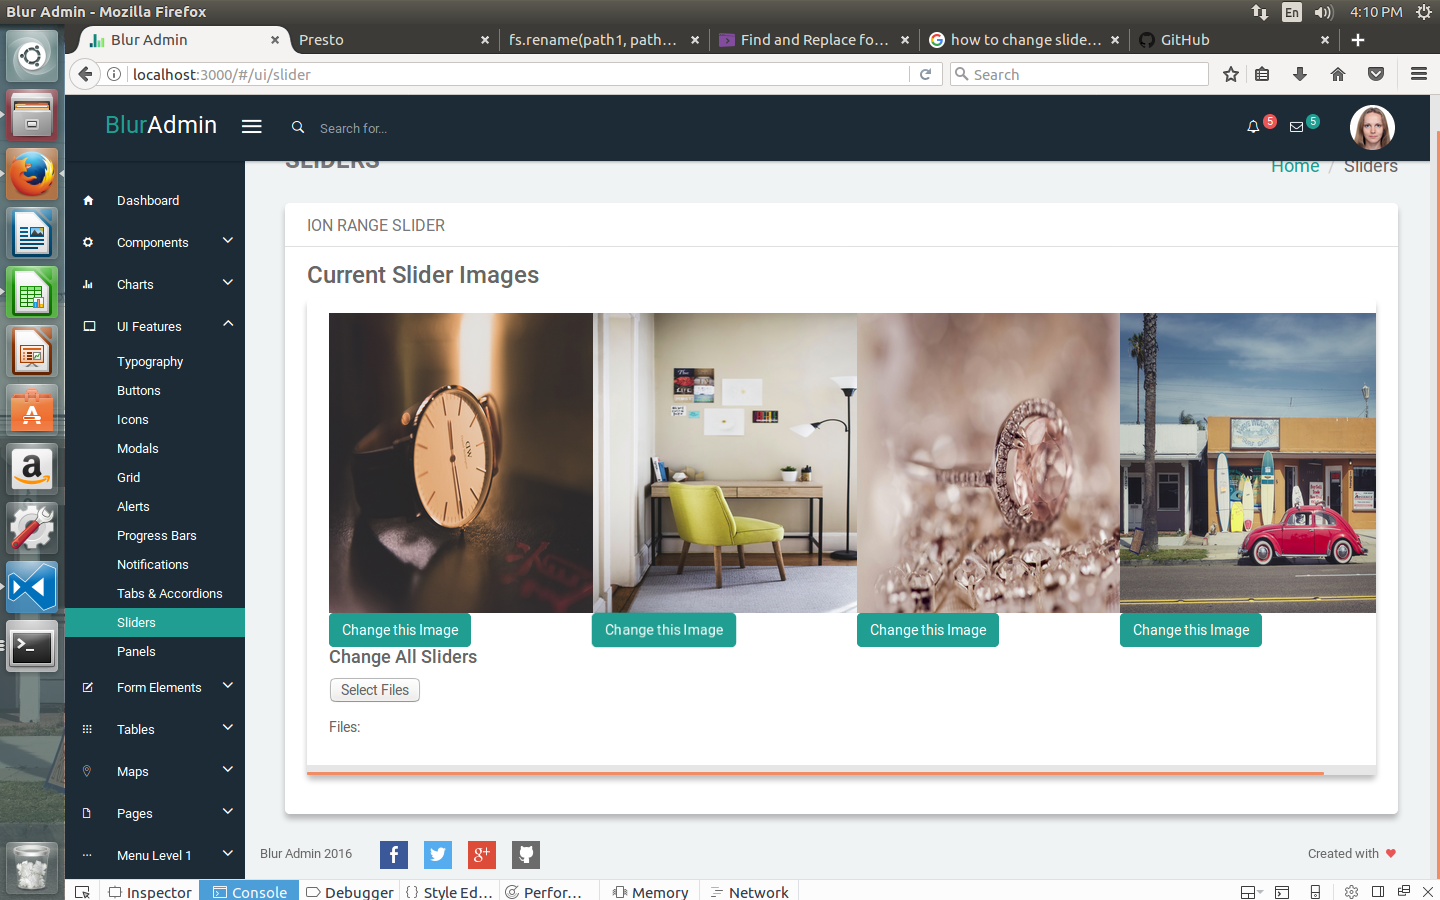 Blur Admin - Mozilla Firefox
En
4:10 PM
Blur Admin
Presto
fs.rename(path1, path...
Find and Replace fo...
how to change slide...
GitHub
localhost:3000/#/ui/slider
Search
BlurAdmin
Search for...
5
5
SLIDERS
Home / Sliders
Dashboard
Components
Charts
UI Features
Typography
Buttons
Icons
Modals
Grid
Alerts
Progress Bars
Notifications
Tabs & Accordions
Sliders
Panels
Form Elements
Tables
Maps
Pages
Menu Level 1
ION RANGE SLIDER
Current Slider Images
Change this Image
Change this Image
Change this Image
Change this Image
Change All Sliders
Select Files
Files:
Blur Admin 2016
Created with
Inspector
Console
Debugger
Style Ed...
Perfor...
Memory
Network